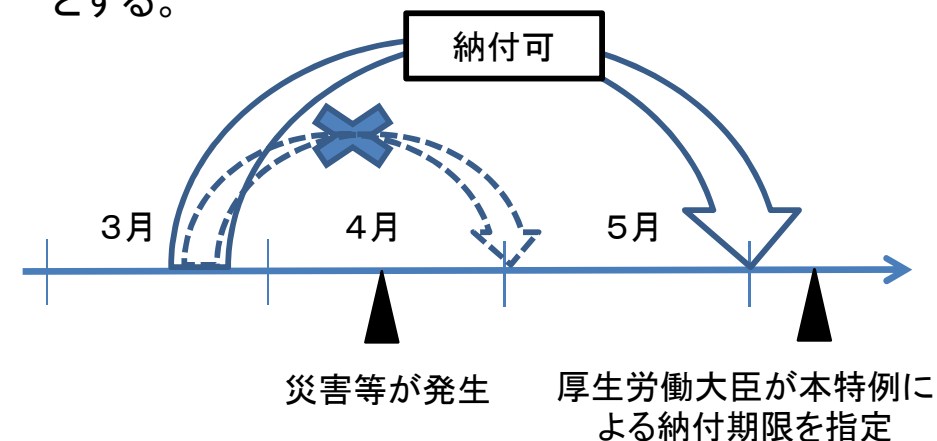 とする。
納付可
３月
４月
５月
災害等が発生
厚生労働大臣が本特例に
よる納付期限を指定